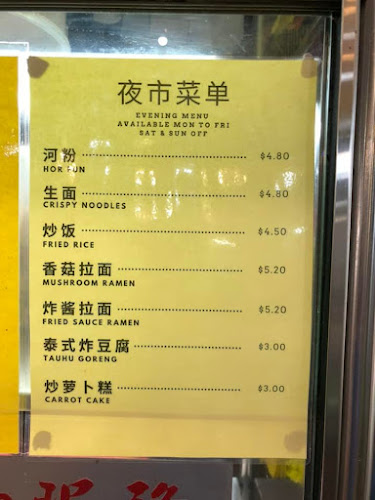 夜市菜单
EVENING MENU
AVAILABLE MON TO FRI
SAT & SUN OFF
河粉 $4.80
HOR FUN
生面 $4.80
CRISPY NOODLES
炒饭 $4.50
FRIED RICE
香菇拉面 $5.20
MUSHROOM RAMEN
炸酱拉面 $5.20
FRIED SAUCE RAMEN
泰式炸豆腐 $3.00
TAUHU GORENG
炒萝卜糕 $3.00
CARROT CAKE